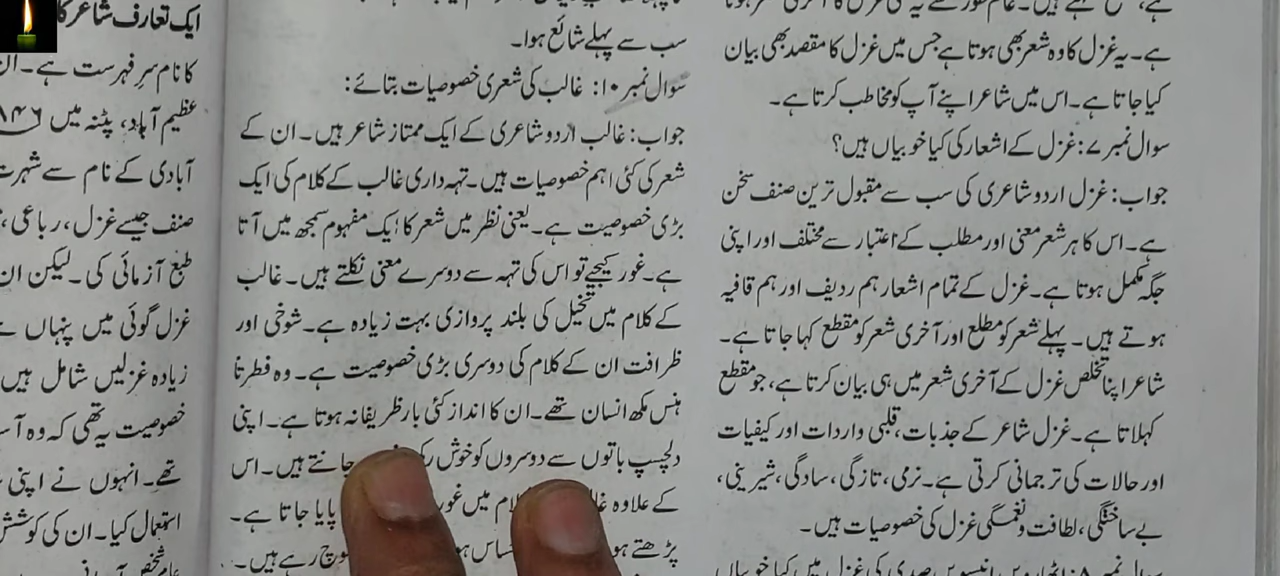 سب سے پہلے شائع ہوا۔
سوال نمبر ۱۰: غالب کی شعری خصوصیات بتائے:
جواب: غالب اردو شاعری کے ایک ممتاز شاعر ہیں۔ ان کے
شعر کی کئی اہم خصوصیات ہیں۔ تہہ داری غالب کے کلام کی ایک
بڑی خصوصیت ہے۔ یعنی نظر میں شعر کا ایک مفہوم سمجھ میں آتا
ہے۔ غور کیجیے تو اس کی تہہ سے دوسرے معنی نکلتے ہیں۔ غالب
کے کلام میں تخیل کی بلند پروازی بہت زیادہ ہے۔ شوخی اور
ظرافت ان کے کلام کی دوسری بڑی خصوصیت ہے۔ وہ فطرتاً
ہنس مکھ انسان تھے۔ ان کا انداز کئی بار ظریفانہ ہوتا ہے۔ اپنی
دلچسپ باتوں سے دوسروں کو خوش جانتے ہیں۔ اس
کے علاوہ میں پایا جاتا ہے۔
پڑھتے رہے ہیں۔
ہے۔ یہ غزل کا وہ شعر بھی ہوتا ہے جس میں غزل کا مقصد بھی بیان
کیا جاتا ہے۔ اس میں شاعر اپنے آپ کو مخاطب کرتا ہے۔
سوال نمبر ۷: غزل کے اشعار کی کیا خوبیاں ہیں؟
جواب: غزل اردو شاعری کی سب سے مقبول ترین صنف سخن
ہے۔ اس کا ہر شعر معنی اور مطلب کے اعتبار سے مختلف اور اپنی
جگہ مکمل ہوتا ہے۔ غزل کے تمام اشعار ہم ردیف اور ہم قافیہ
ہوتے ہیں۔ پہلے شعر کو مطلع اور آخری شعر کو مقطع کہا جاتا ہے۔
شاعر اپنا تخلص غزل کے آخری شعر میں ہی بیان کرتا ہے، جو مقطع
کہلاتا ہے۔ غزل شاعر کے جذبات، قلبی واردات اور کیفیات
اور حالات کی ترجمانی کرتی ہے۔ نرمی، تازگی، سادگی، شیرینی،
بے ساختگی، لطافت و نغمگی غزل کی خصوصیات ہیں۔
ایک تعارف شاعر کا
کا نام سر فہرست ہے۔
عظیم آباد، پٹنہ میں
آبادی کے نام سے شہرت
صنف جیسے غزل، رباعی،
طبع آزمائی کی۔ لیکن
غزل گوئی میں پنہاں
زیادہ غزلیں شامل ہیں
خصوصیت یہ تھی کہ وہ
تھے۔ انہوں نے اپنی
استعمال کیا۔ ان کی کوشش